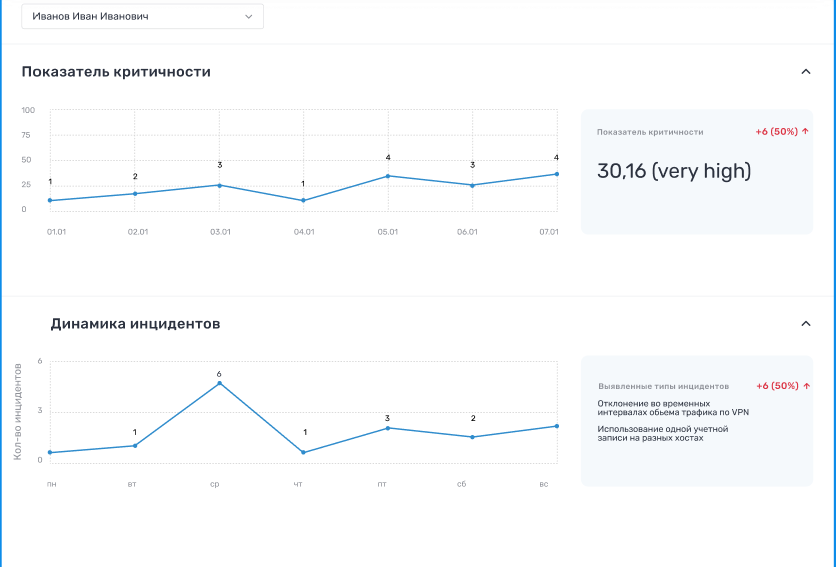 Иванов Иван Иванович
Показатель критичности
100
75
50
25
0
1
2
3
1
4
3
4
01.01
02.01
03.01
04.01
05.01
06.01
07.01
Показатель критичности
+6 (50%) ↑
30,16 (very high)
Динамика инцидентов
Кол-во инцидентов
6
3
0
1
6
1
3
2
пн
вт
ср
чт
пт
сб
вс
Выявленные типы инцидентов
+6 (50%) ↑
Отклонение во временных
интервалах обьема трафика по VPN
Использование одной учетной
записи на разных хостах